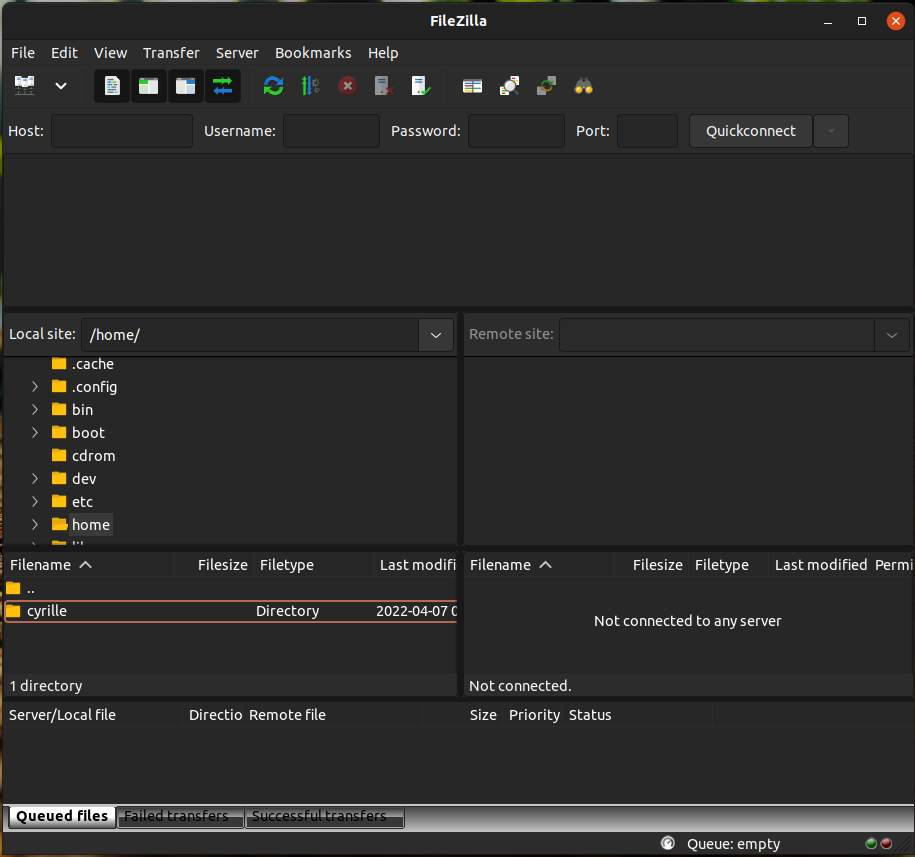 FileZilla
File Edit View Transfer Server Bookmarks Help
Host: Username: Password: Port: Quickconnect
Local site: /home/ Remote site:
.cache
.config
bin
boot
cdrom
dev
etc
home
Filename Filesize Filetype Last modifi Filename Filesize Filetype Last modified Permi
..
cyrille Directory 2022-04-07 0
Not connected to any server
1 directory Not connected.
Server/Local file Directio Remote file Size Priority Status
Queued files Failed transfers Successful transfers
Queue: empty